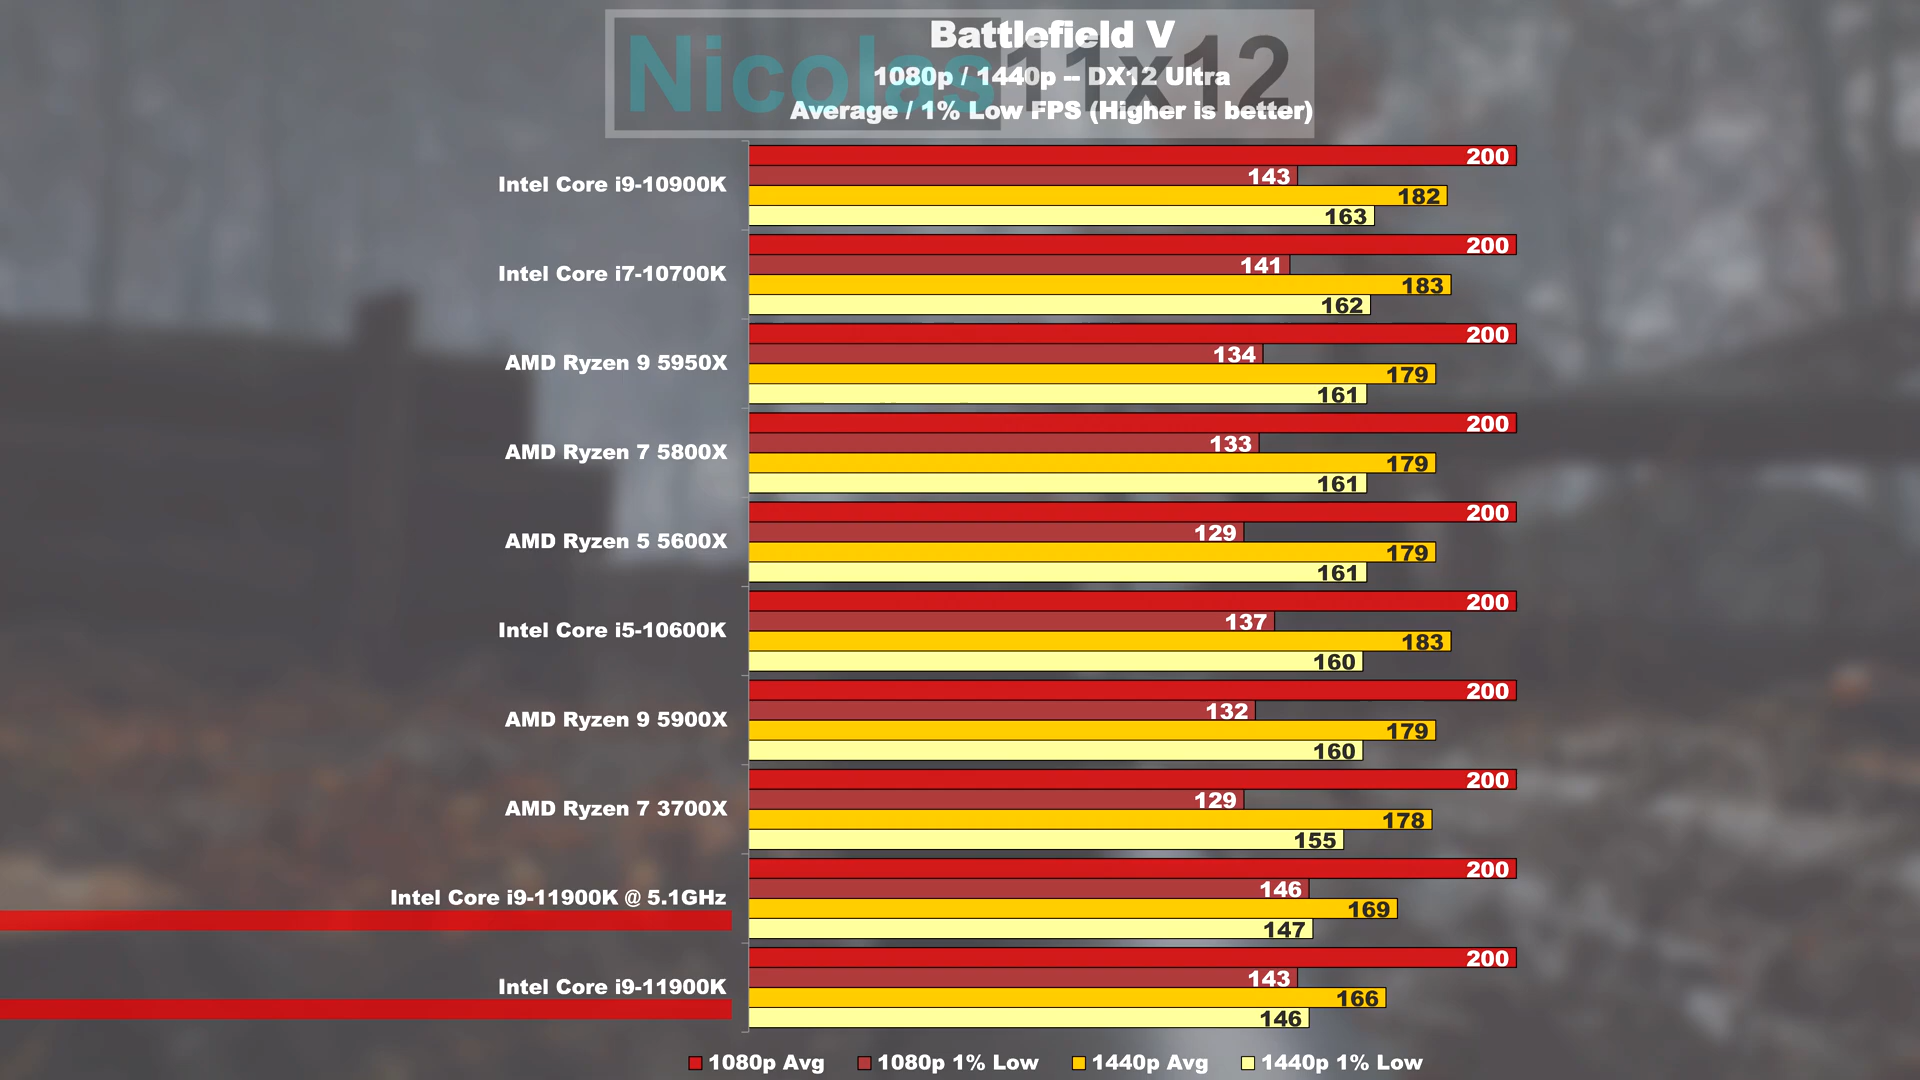 Battlefield V
Nicolas11x12
1080p / 1440p -- DX12 Ultra
Average / 1% Low FPS (Higher is better)
Intel Core i9-10900K
200
143
182
163
Intel Core i7-10700K
200
141
183
162
AMD Ryzen 9 5950X
200
134
179
161
AMD Ryzen 7 5800X
200
133
179
161
AMD Ryzen 5 5600X
200
129
179
161
Intel Core i5-10600K
200
137
183
160
AMD Ryzen 9 5900X
200
132
179
160
AMD Ryzen 7 3700X
200
129
178
155
Intel Core i9-11900K @ 5.1GHz
200
146
169
147
Intel Core i9-11900K
200
143
166
146
1080p Avg 1080p 1% Low 1440p Avg 1440p 1% Low